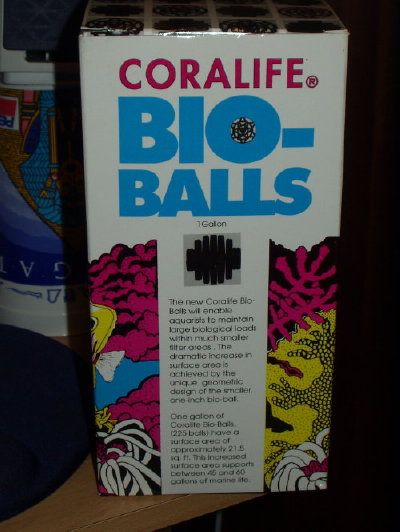 CORALIFE®
BIO-
BALLS
1 Gallon
The new Coralife Bio-
Balls will enable
aquarists to maintain
large biological loads
within much smaller
filter areas. The
dramatic increase in
surface area is
achieved by the
unique, geometric
design of the smaller,
one inch bio-ball.
One gallon of
Coralife Bio-Balls,
(225 balls) have a
surface area of
approximately 21.5
sq. ft. This increased
surface area supports
between 45 and 60
gallons of marine life.